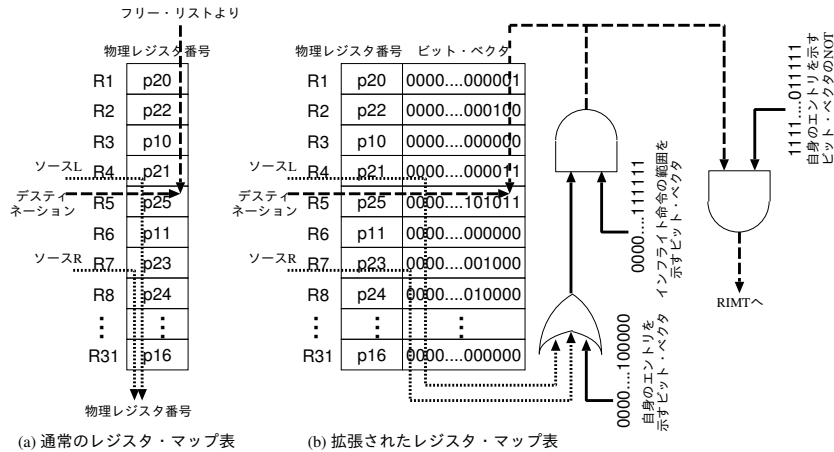 フリー・リストより
物理レジスタ番号
R1 p20
R2 p22
R3 p10
ソースL
R4 p21
デスティ
ネーション
R5 p25
R6 p11
ソースR
R7 p23
R8 p24
R31 p16
物理レジスタ番号
(a) 通常のレジスタ・マップ表
物理レジスタ番号 ビット・ベクタ
R1 p20 0000....000001
R2 p22 0000....000100
R3 p10 0000....000000
ソースL
R4 p21 0000....000011
デスティ
ネーション
R5 p25 0000....101011
R6 p11 0000....000000
ソースR
R7 p23 0000....001000
R8 p24 0000....010000
R31 p16 0000....000000
(b) 拡張されたレジスタ・マップ表
0000....100000
自身のエントリを
示すビット・ベクタ
0000....111111
インフライト命令の範囲を
示すビット・ベクタ
1111....011111
自身のエントリを示す
ビット・ベクタのNOT
RIMTへ